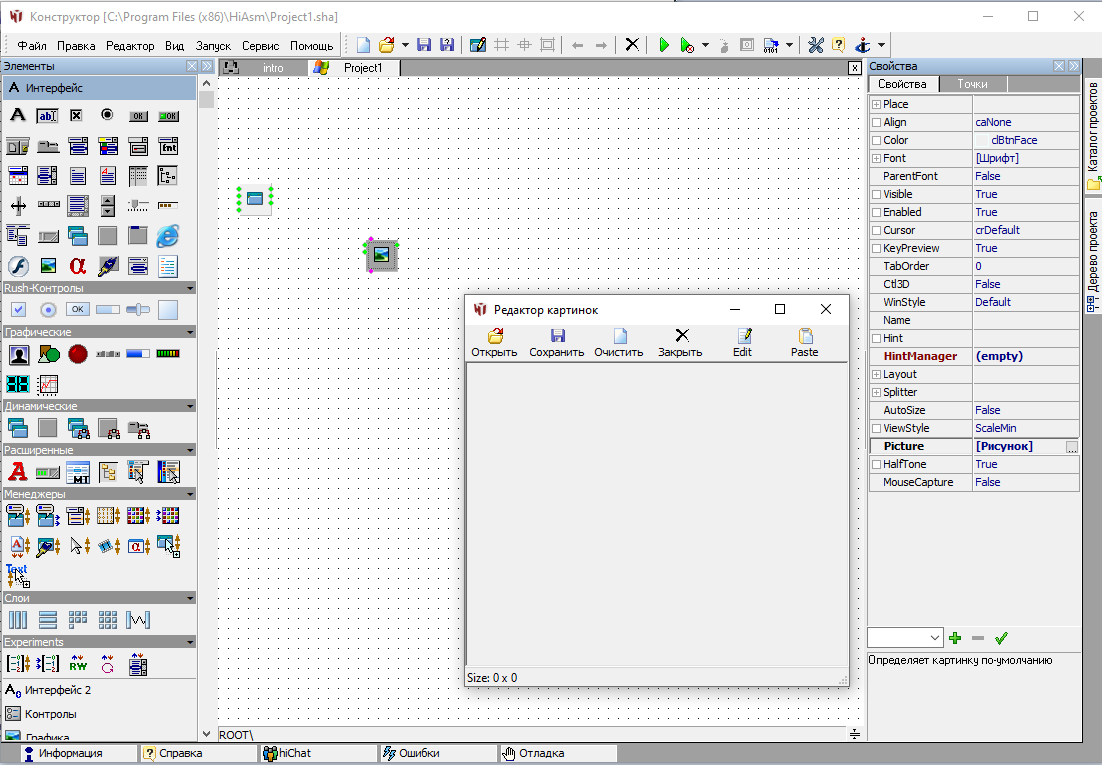 Конструктор [C:\Program Files (x86)\HiAsm\Project1.sha]
Файл Правка Редактор Вид Запуск Сервис Помощь
Элементы
Интерфейс
Rush-Контролы
OK
Графические
Динамические
Расширенные
Менеджеры
Text
Слои
Experiments
RW
Интерфейс 2
Контролы
Графика
intro
Project1
Редактор картинок
Открыть Сохранить Очистить Закрыть Edit Paste
Size: 0 x 0
ROOT\
Свойства
Свойства Точки
Place
Align caNone
Color clBtnFace
Font [Шрифт]
ParentFont False
Visible True
Enabled True
Cursor crDefault
KeyPreview True
TabOrder 0
Ctl3D False
WinStyle Default
Name
Hint
HintManager (empty)
Layout
Splitter
AutoSize False
ViewStyle ScaleMin
Picture [Рисунок] ...
HalfTone True
MouseCapture False
Определяет картинку по-умолчанию
Каталог проектов
Дерево проекта
Информация Справка hiChat Ошибки Отладка